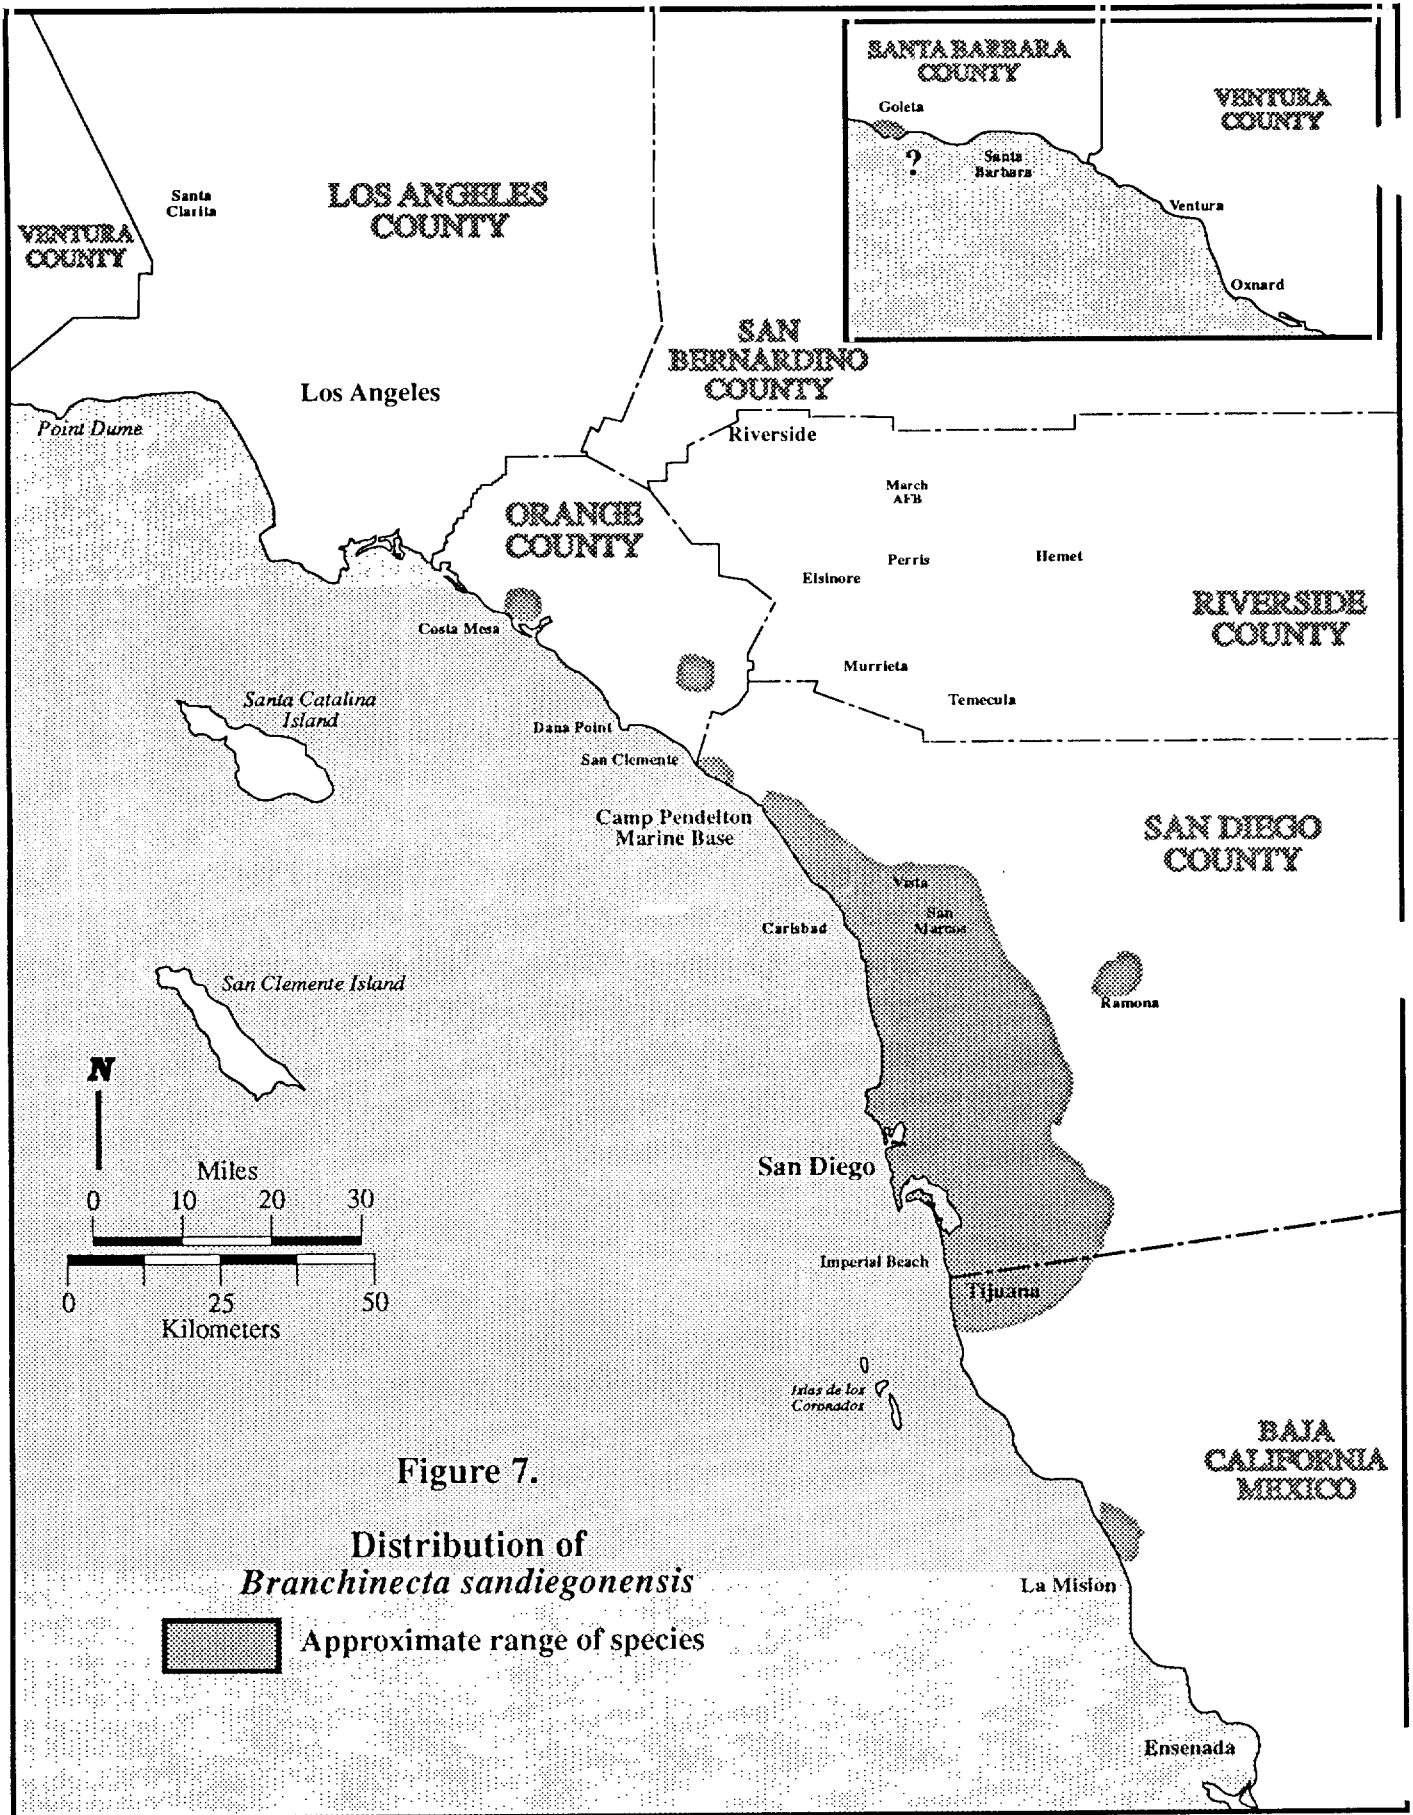 SANTA BARBARA
COUNTY
Goleta
?
Santa
Barbara
VENTURA
COUNTY
Ventura
Oxnard
Santa
Clarita
LOS ANGELES
COUNTY
VENTURA
COUNTY
SAN
BERNARDINO
COUNTY
Los Angeles
Point Dume
Riverside
March
AFB
ORANGE
COUNTY
Perris
Hemet
Elsinore
RIVERSIDE
COUNTY
Costa Mesa
Murrieta
Temecula
Santa Catalina
Island
Dana Point
San Clemente
Camp Pendelton
Marine Base
SAN DIEGO
COUNTY
Vista
San
Marcos
Carlsbad
San Clemente Island
Ramona
N
Miles
0 10 20 30
0 25 50
Kilometers
San Diego
Imperial Beach
Tijuana
Islas de los
Coronados
BAJA
CALIFORNIA
MEXICO
Figure 7.
Distribution of
Branchinecta sandiegonensis
Approximate range of species
La Mision
Ensenada